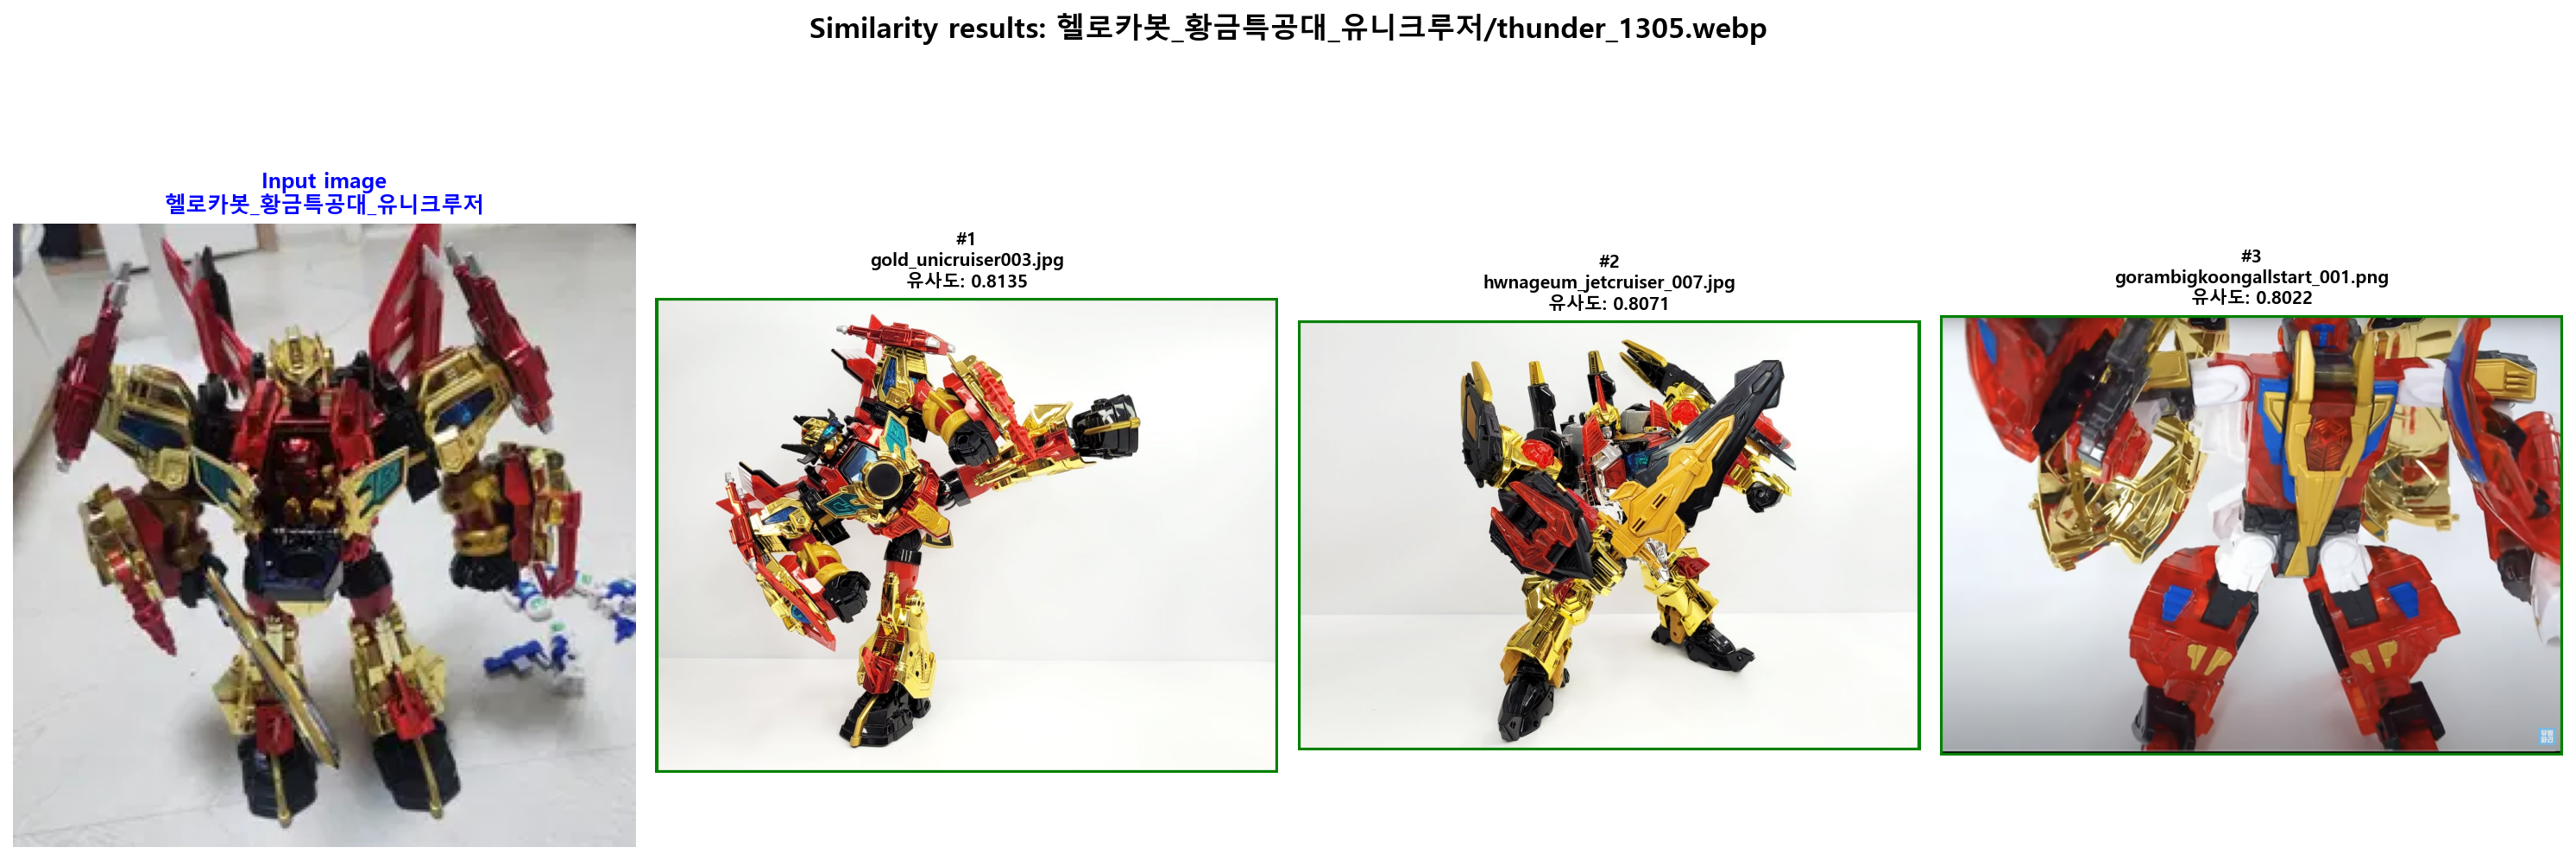 Similarity results: 헬로카봇_황금특공대_유니크루저/thunder_1305.webp
Input image
헬로카봇_황금특공대_유니크루저
#1
gold_unicruiser003.jpg
유사도: 0.8135
#2
hwnageum_jetcruiser_007.jpg
유사도: 0.8071
#3
gorambigkoongallstart_001.png
유사도: 0.8022